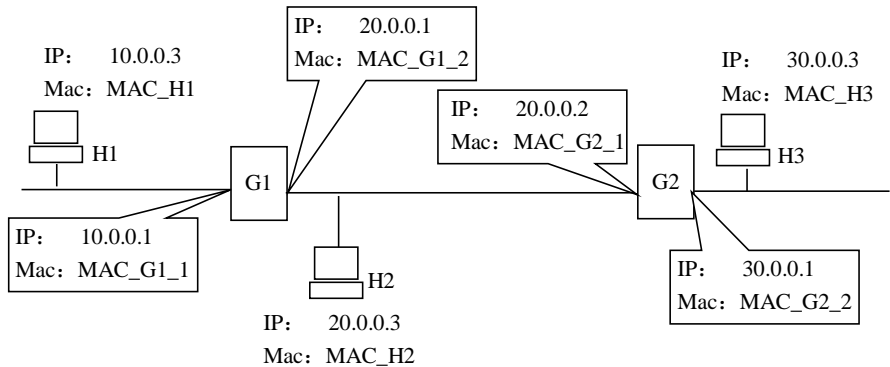 IP： 10.0.0.3
Mac：MAC_H1
H1
IP： 20.0.0.1
Mac：MAC_G1_2
G1
IP： 10.0.0.1
Mac：MAC_G1_1
H2
IP： 20.0.0.3
Mac：MAC_H2
IP： 20.0.0.2
Mac：MAC_G2_1
G2
IP： 30.0.0.3
Mac：MAC_H3
H3
IP： 30.0.0.1
Mac：MAC_G2_2